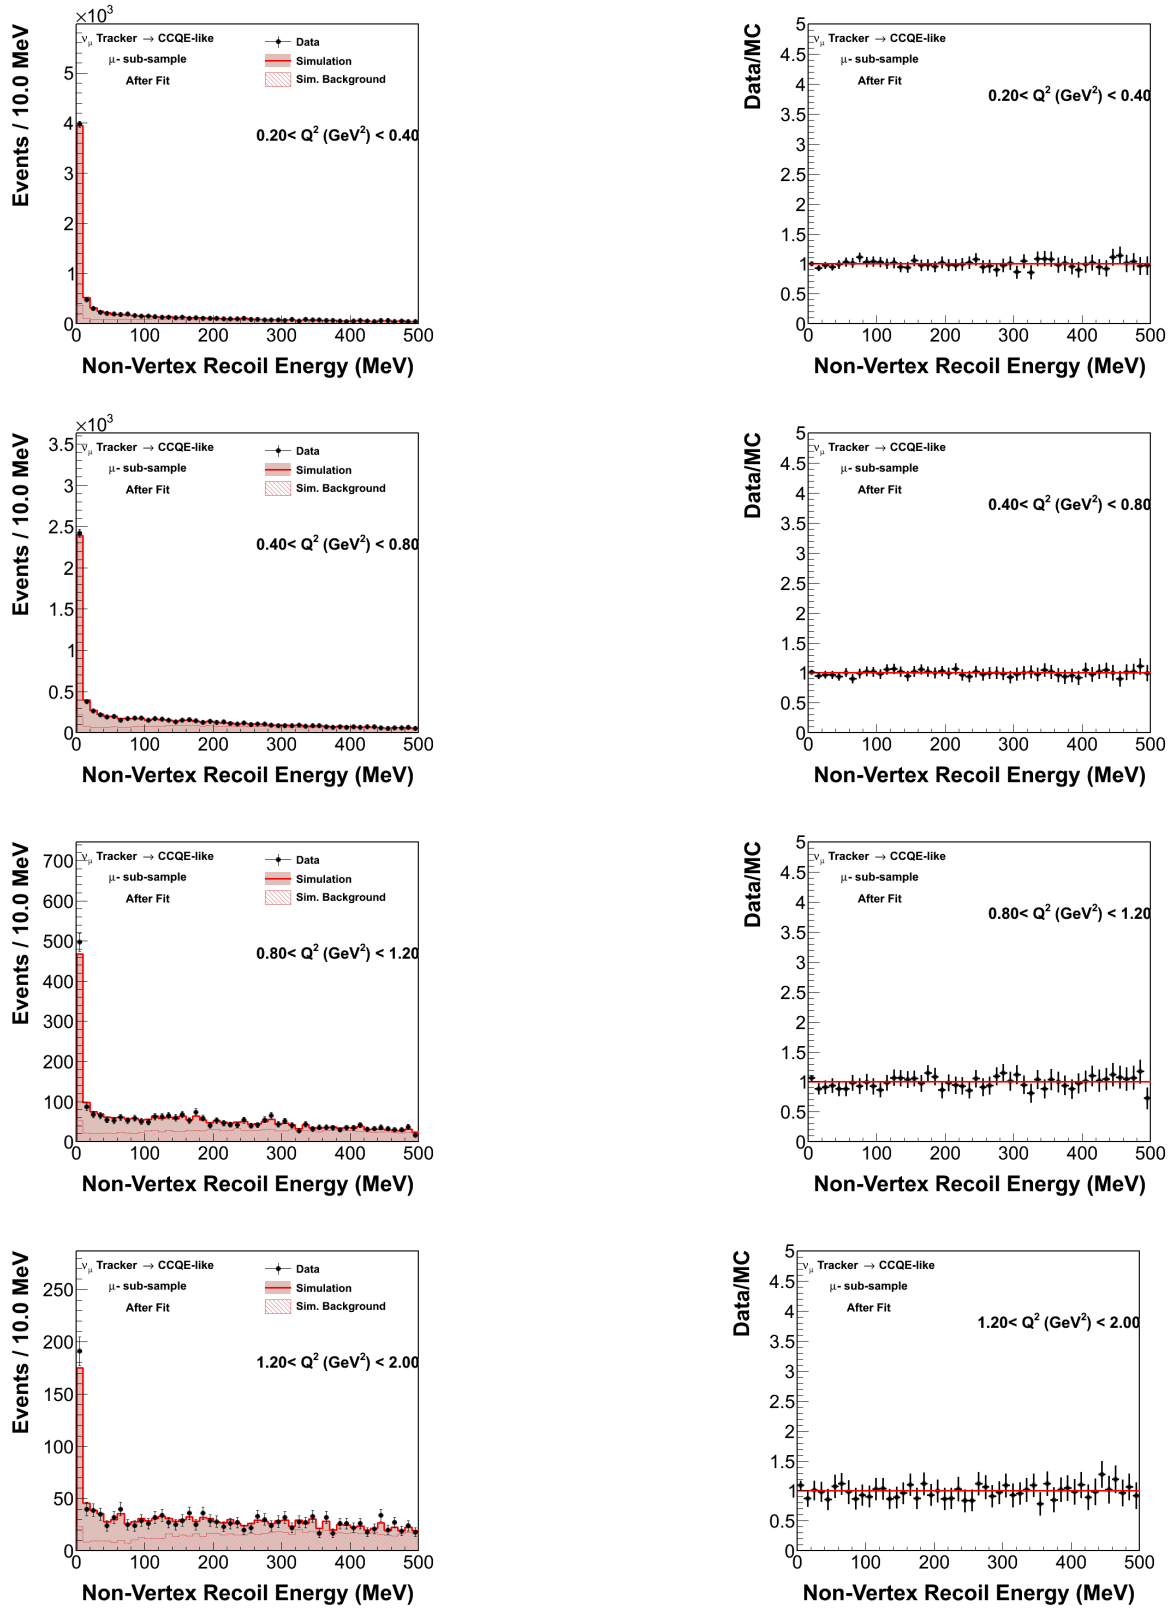 ×10³
Events / 10.0 MeV
ν_μ Tracker → CCQE-like
μ- sub-sample
After Fit
Data
Simulation
Sim. Background
0.20< Q² (GeV²) < 0.40
5
4
3
2
1
0
0 100 200 300 400 500
Non-Vertex Recoil Energy (MeV)
Data/MC
ν_μ Tracker → CCQE-like
μ- sub-sample
After Fit
0.20< Q² (GeV²) < 0.40
5
4.5
4
3.5
3
2.5
2
1.5
1
0.5
0
0 100 200 300 400 500
Non-Vertex Recoil Energy (MeV)
×10³
Events / 10.0 MeV
ν_μ Tracker → CCQE-like
μ- sub-sample
After Fit
Data
Simulation
Sim. Background
0.40< Q² (GeV²) < 0.80
3.5
3
2.5
2
1.5
1
0.5
0
0 100 200 300 400 500
Non-Vertex Recoil Energy (MeV)
Data/MC
ν_μ Tracker → CCQE-like
μ- sub-sample
After Fit
0.40< Q² (GeV²) < 0.80
5
4.5
4
3.5
3
2.5
2
1.5
1
0.5
0
0 100 200 300 400 500
Non-Vertex Recoil Energy (MeV)
Events / 10.0 MeV
ν_μ Tracker → CCQE-like
μ- sub-sample
After Fit
Data
Simulation
Sim. Background
0.80< Q² (GeV²) < 1.20
700
600
500
400
300
200
100
0
0 100 200 300 400 500
Non-Vertex Recoil Energy (MeV)
Data/MC
ν_μ Tracker → CCQE-like
μ- sub-sample
After Fit
0.80< Q² (GeV²) < 1.20
5
4.5
4
3.5
3
2.5
2
1.5
1
0.5
0
0 100 200 300 400 500
Non-Vertex Recoil Energy (MeV)
Events / 10.0 MeV
ν_μ Tracker → CCQE-like
μ- sub-sample
After Fit
Data
Simulation
Sim. Background
1.20< Q² (GeV²) < 2.00
250
200
150
100
50
0
0 100 200 300 400 500
Non-Vertex Recoil Energy (MeV)
Data/MC
ν_μ Tracker → CCQE-like
μ- sub-sample
After Fit
1.20< Q² (GeV²) < 2.00
5
4.5
4
3.5
3
2.5
2
1.5
1
0.5
0
0 100 200 300 400 500
Non-Vertex Recoil Energy (MeV)